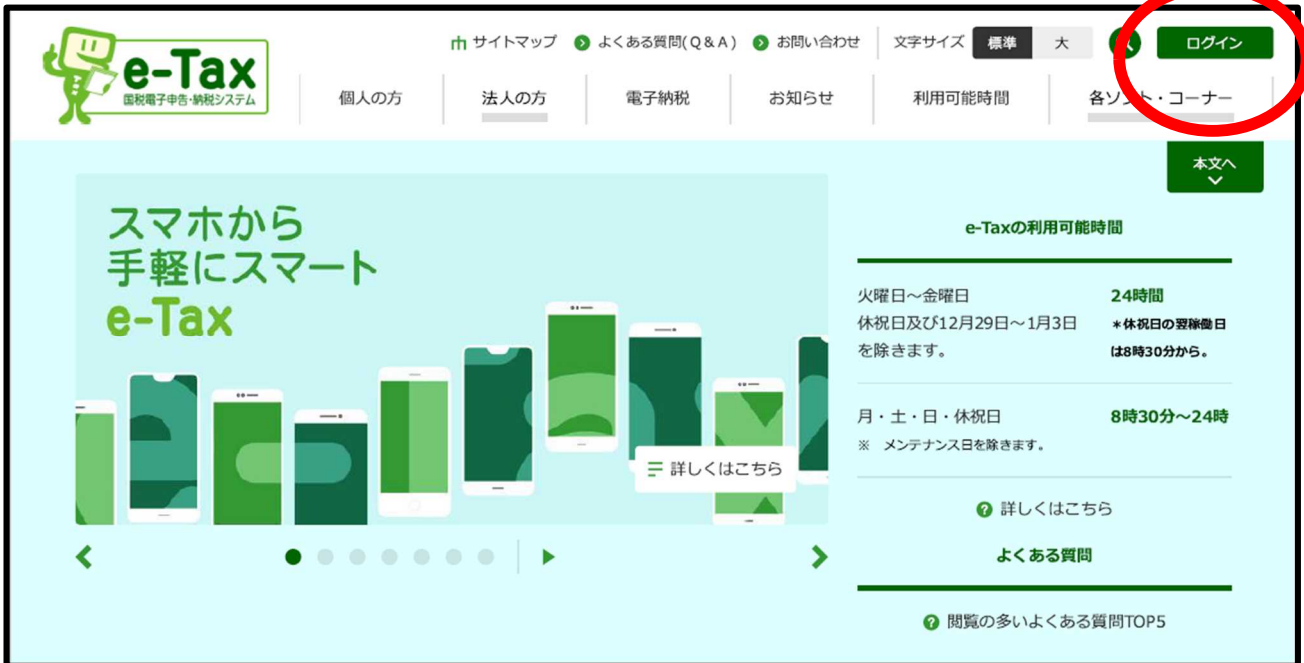 e-Tax
国税電子申告・納税システム
サイトマップ よくある質問(Q&A) お問い合わせ 文字サイズ 標準 大 ログイン
個人の方 法人の方 電子納税 お知らせ 利用可能時間 各ソフト・コーナー
本文へ
スマホから
手軽にスマート
e-Tax
詳しくはこちら
e-Taxの利用可能時間
火曜日~金曜日 24時間
休祝日及び12月29日~1月3日 *休祝日の翌稼働日
を除きます。 は8時30分から。
月・土・日・休祝日 8時30分~24時
※ メンテナンス日を除きます。
詳しくはこちら
よくある質問
閲覧の多いよくある質問TOP5